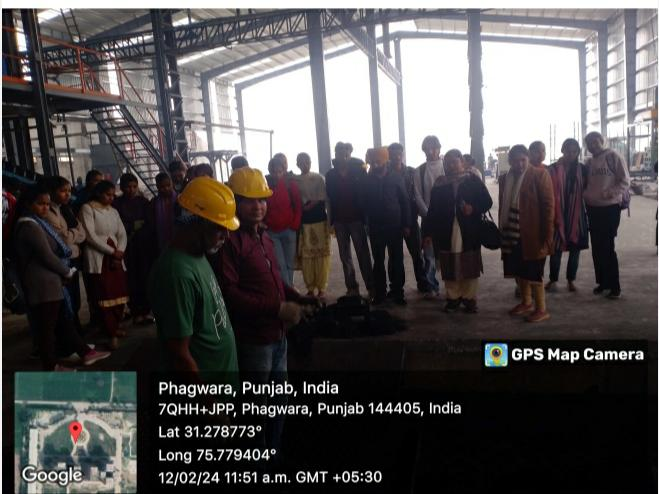 GPS Map Camera
Phagwara, Punjab, India
7QHH+JPP, Phagwara, Punjab 144405, India
Lat 31.278773°
Long 75.779404°
12/02/24 11:51 a.m. GMT +05:30
Google